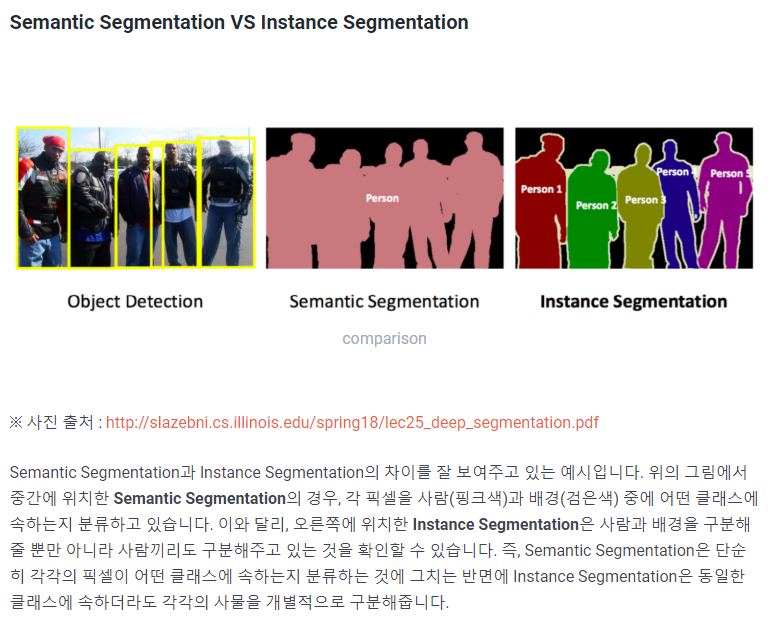 Semantic Segmentation VS Instance Segmentation
Person
Person 1
Person 2
Person 3
Person 4
Person 5
Object Detection
Semantic Segmentation
Instance Segmentation
comparison
※ 사진 출처 : http://slazebni.cs.illinois.edu/spring18/lec25_deep_segmentation.pdf
Semantic Segmentation과 Instance Segmentation의 차이를 잘 보여주고 있는 예시입니다. 위의 그림에서
중간에 위치한 Semantic Segmentation의 경우, 각 픽셀을 사람(핑크색)과 배경(검은색) 중에 어떤 클래스에
속하는지 분류하고 있습니다. 이와 달리, 오른쪽에 위치한 Instance Segmentation은 사람과 배경을 구분해
줄 뿐만 아니라 사람끼리도 구분해주고 있는 것을 확인할 수 있습니다. 즉, Semantic Segmentation은 단순
히 각각의 픽셀이 어떤 클래스에 속하는지 분류하는 것에 그치는 반면에 Instance Segmentation은 동일한
클래스에 속하더라도 각각의 사물을 개별적으로 구분해줍니다.